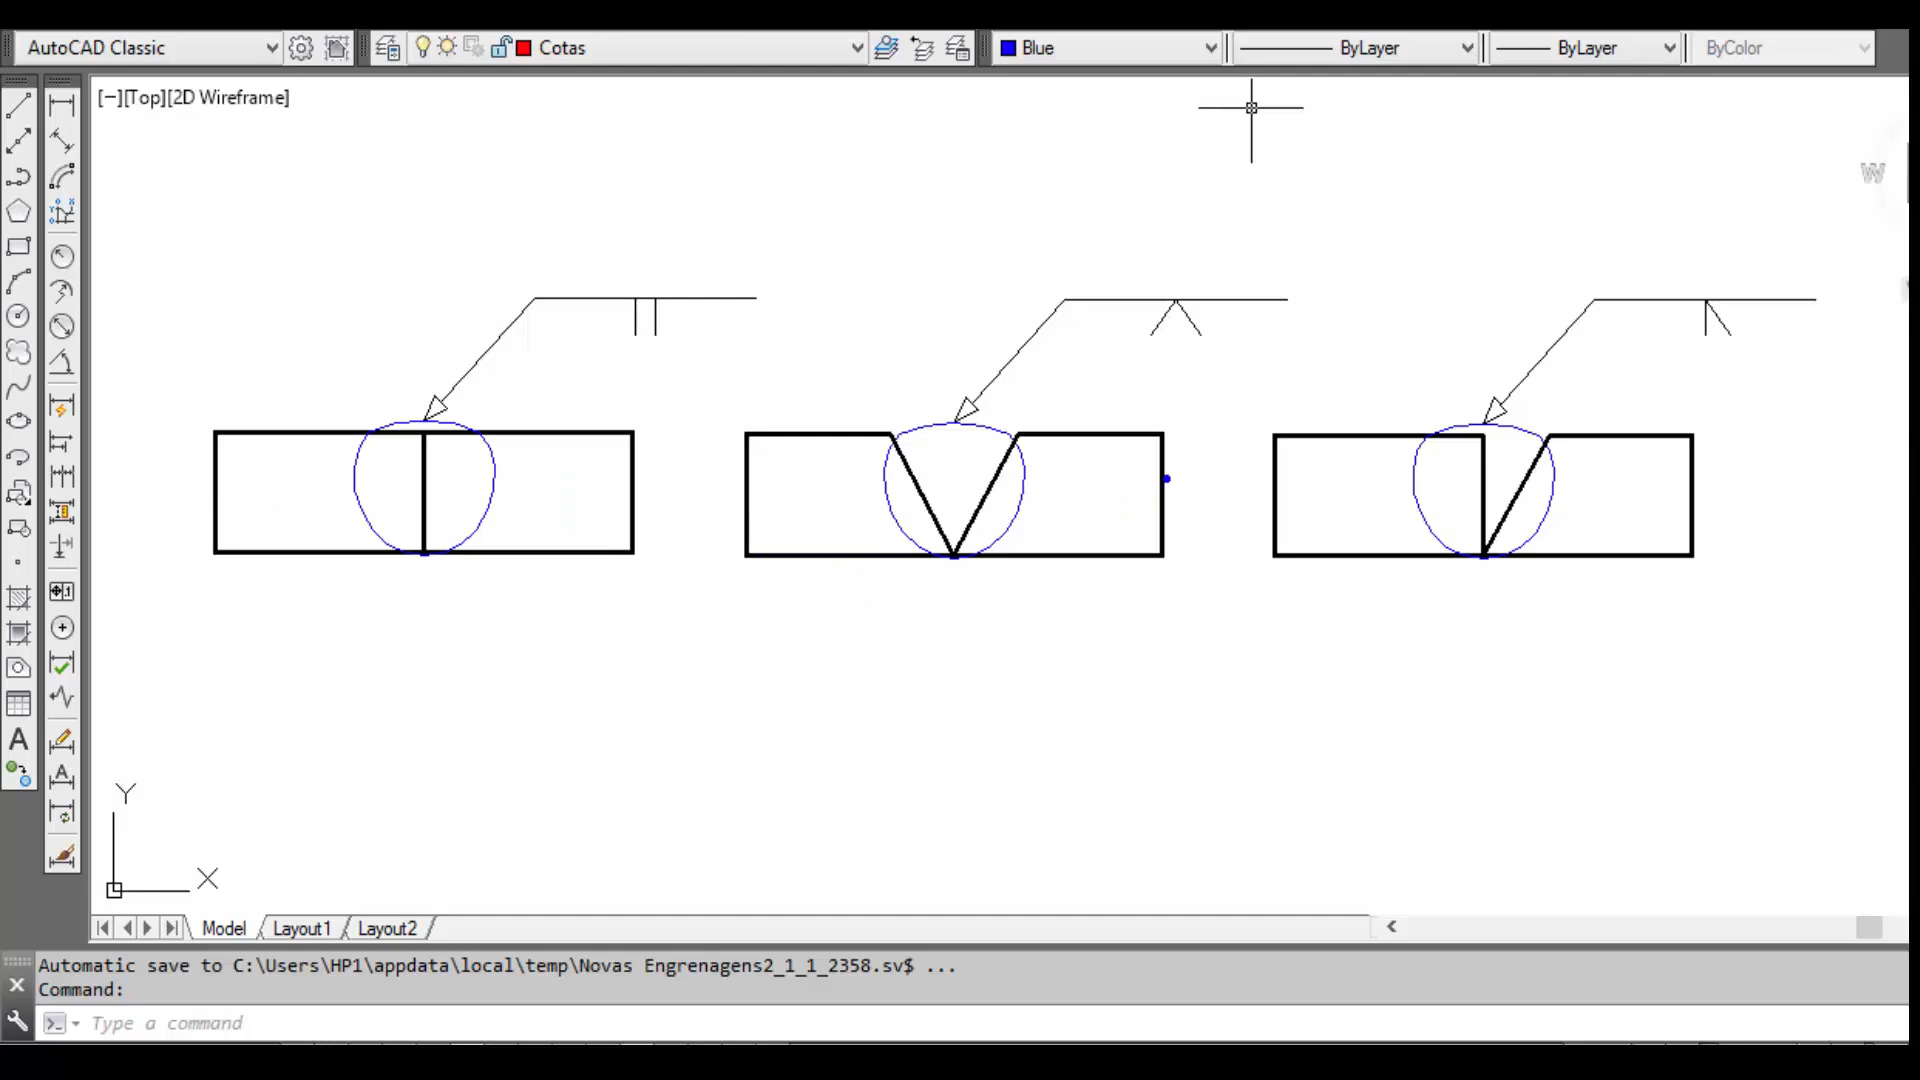 AutoCAD Classic
Cotas
Blue
ByLayer
ByLayer
ByColor
[−][Top][2D Wireframe]
W
Y
X
Model
Layout1
Layout2
Automatic save to C:\Users\HP1\appdata\local\temp\Novas Engrenagens2_1_1_2358.sv$ ...
Command:
Type a command